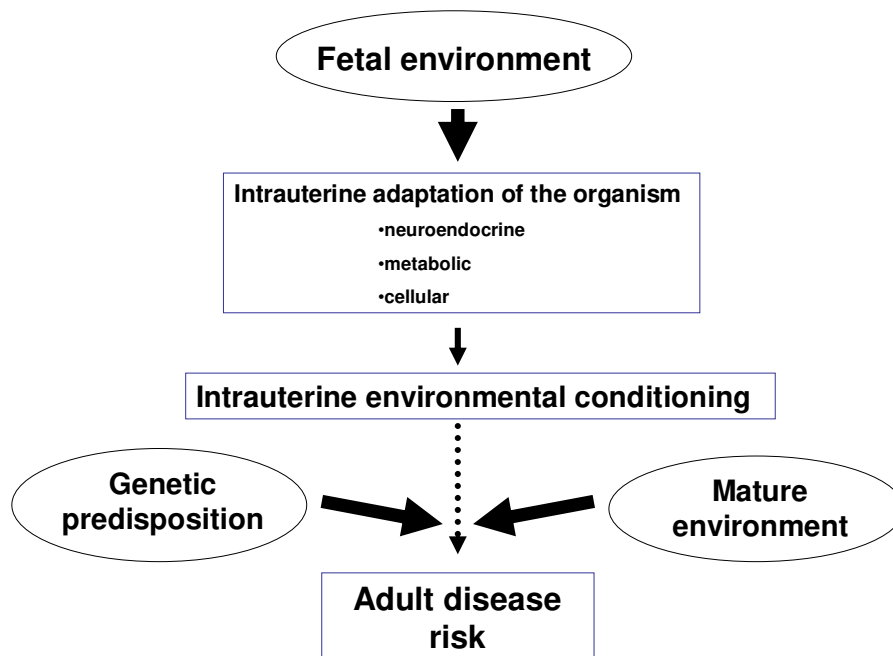 Fetal environment
Intrauterine adaptation of the organism
•neuroendocrine
•metabolic
•cellular
Intrauterine environmental conditioning
Genetic
predisposition
Mature
environment
Adult disease
risk